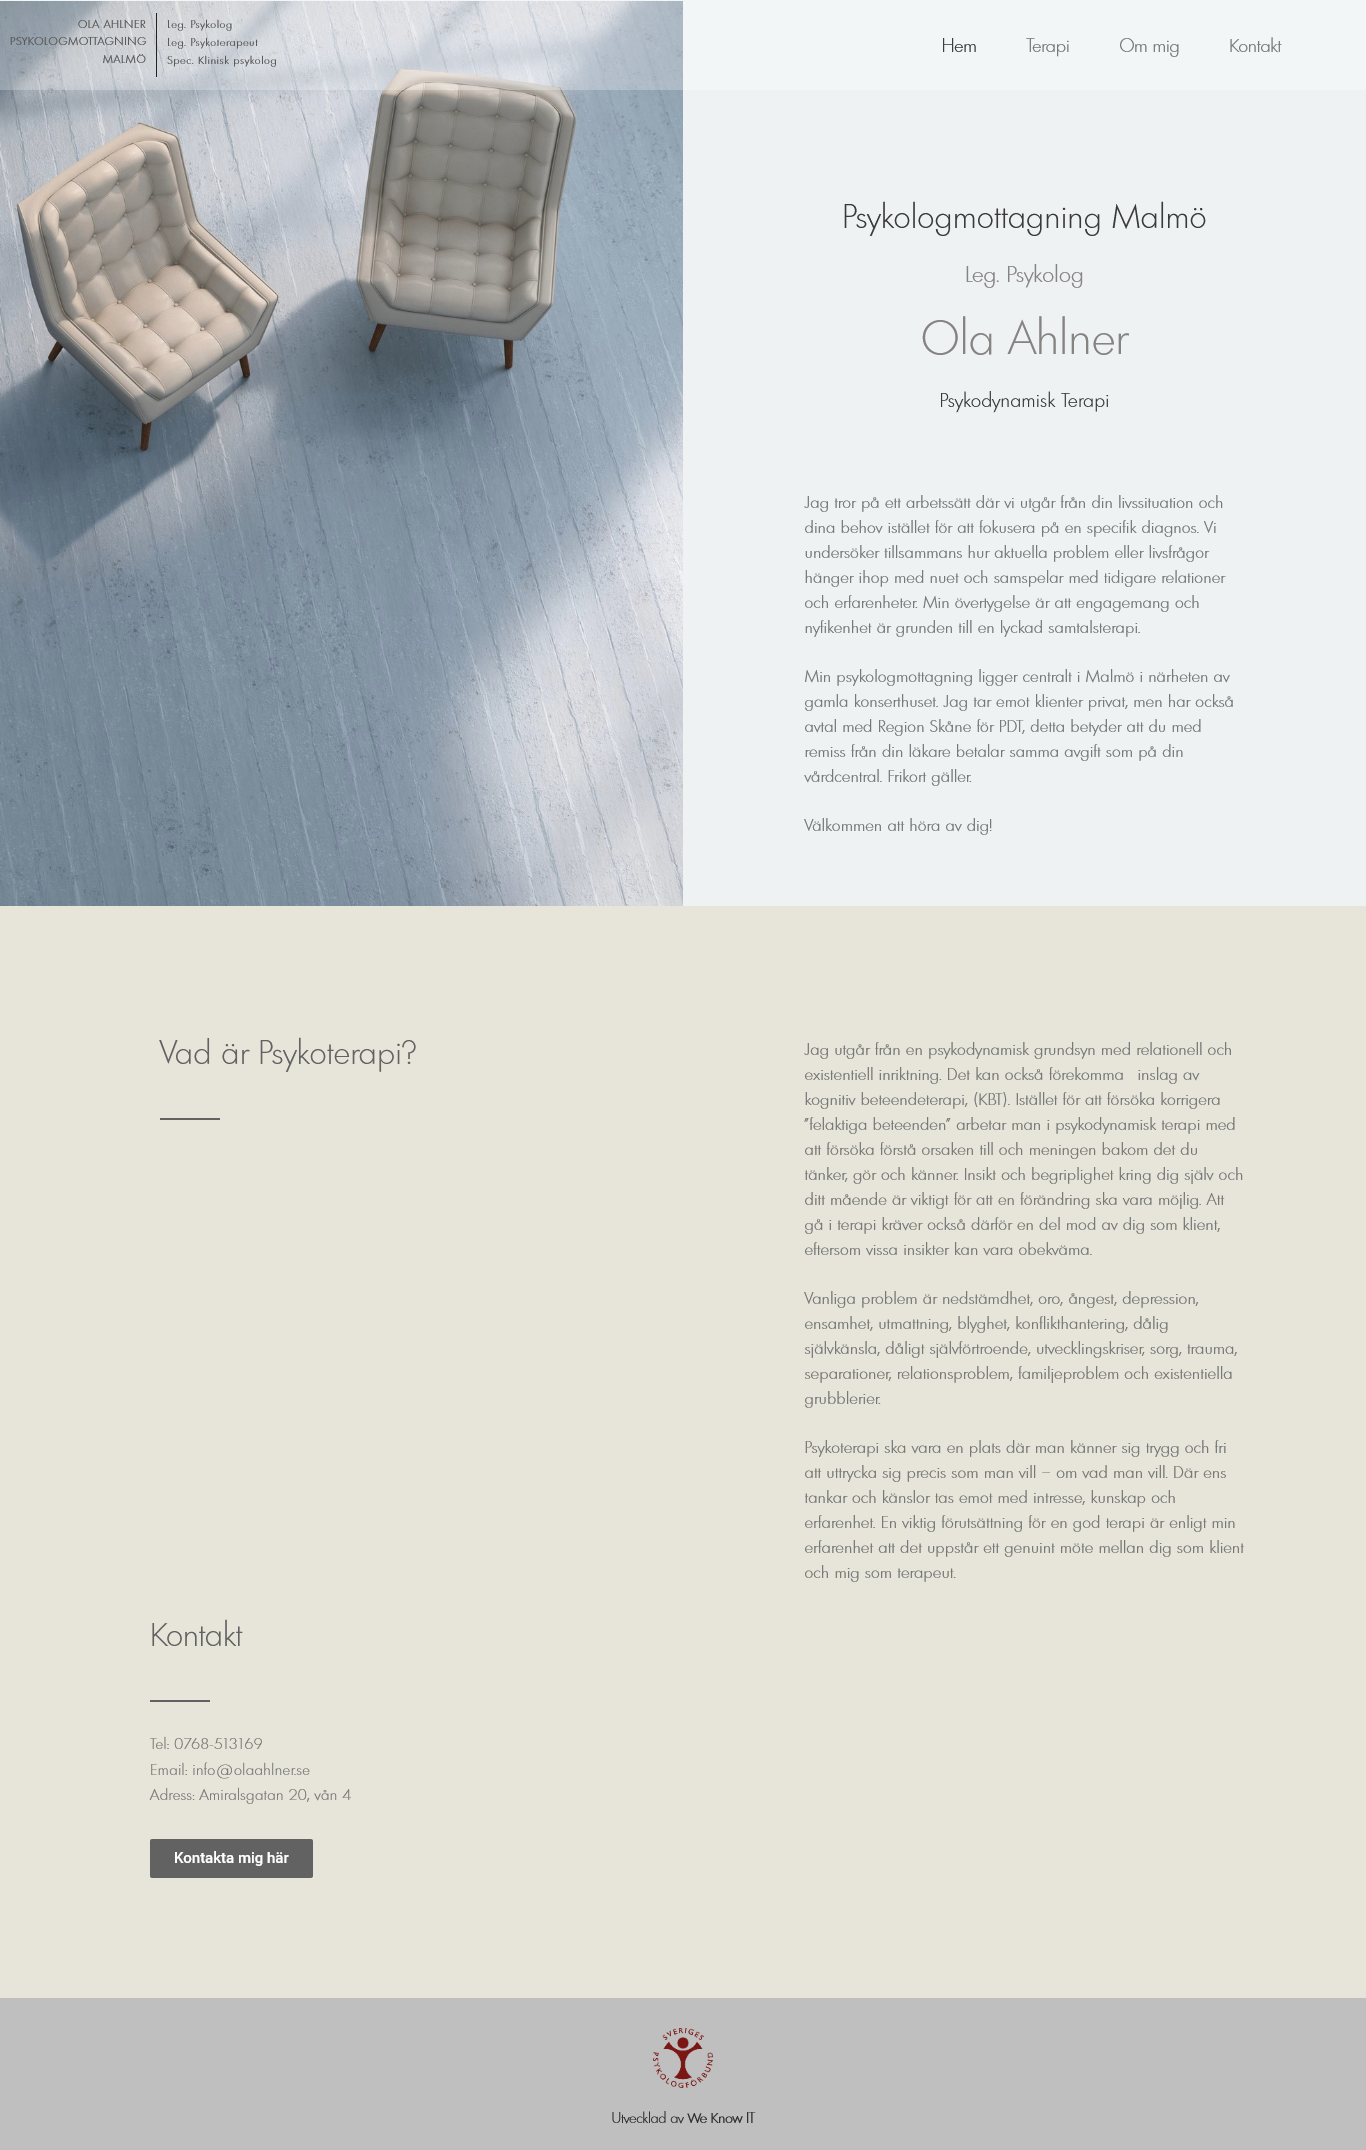 OLA AHLNER
PSYKOLOGMOTTAGNING
MALMÖ
Leg. Psykolog
Leg. Psykoterapeut
Spec. Klinisk psykolog
Hem
Terapi
Om mig
Kontakt
Psykologmottagning Malmö
Leg. Psykolog
Ola Ahlner
Psykodynamisk Terapi
Jag tror på ett arbetssätt där vi utgår från din livssituation och
dina behov istället för att fokusera på en specifik diagnos. Vi
undersöker tillsammans hur aktuella problem eller livsfrågor
hänger ihop med nuet och samspelar med tidigare relationer
och erfarenheter. Min övertygelse är att engagemang och
nyfikenhet är grunden till en lyckad samtalsterapi.
Min psykologmottagning ligger centralt i Malmö i närheten av
gamla konserthuset. Jag tar emot klienter privat, men har också
avtal med Region Skåne för PDT, detta betyder att du med
remiss från din läkare betalar samma avgift som på din
vårdcentral. Frikort gäller.
Välkommen att höra av dig!
Vad är Psykoterapi?
Jag utgår från en psykodynamisk grundsyn med relationell och
existentiell inriktning. Det kan också förekomma inslag av
kognitiv beteendeterapi, (KBT). Istället för att försöka korrigera
”felaktiga beteenden” arbetar man i psykodynamisk terapi med
att försöka förstå orsaken till och meningen bakom det du
tänker, gör och känner. Insikt och begriplighet kring dig själv och
ditt mående är viktigt för att en förändring ska vara möjlig. Att
gå i terapi kräver också därför en del mod av dig som klient,
eftersom vissa insikter kan vara obekväma.
Vanliga problem är nedstämdhet, oro, ångest, depression,
ensamhet, utmattning, blyghet, konflikthantering, dålig
självkänsla, dåligt självförtroende, utvecklingskriser, sorg, trauma,
separationer, relationsproblem, familjeproblem och existentiella
grubblerier.
Psykoterapi ska vara en plats där man känner sig trygg och fri
att uttrycka sig precis som man vill – om vad man vill. Där ens
tankar och känslor tas emot med intresse, kunskap och
erfarenhet. En viktig förutsättning för en god terapi är enligt min
erfarenhet att det uppstår ett genuint möte mellan dig som klient
och mig som terapeut.
Kontakt
Tel: 0768-513169
Email: info@olaahlner.se
Adress: Amiralsgatan 20, vån 4
Kontakta mig här
SVERIGES
PSYKOLOGFÖRBUND
Utvecklad av We Know IT